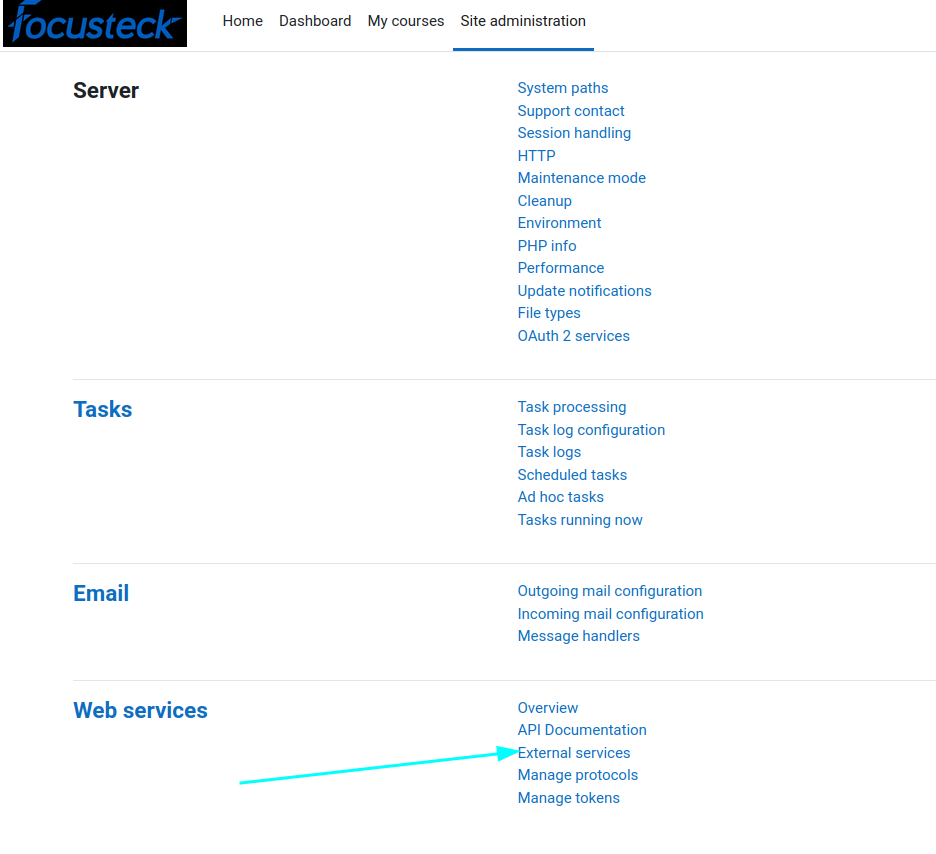 Focusteck
Home Dashboard My courses Site administration
Server
System paths
Support contact
Session handling
HTTP
Maintenance mode
Cleanup
Environment
PHP info
Performance
Update notifications
File types
OAuth 2 services
Tasks
Task processing
Task log configuration
Task logs
Scheduled tasks
Ad hoc tasks
Tasks running now
Email
Outgoing mail configuration
Incoming mail configuration
Message handlers
Web services
Overview
API Documentation
External services
Manage protocols
Manage tokens